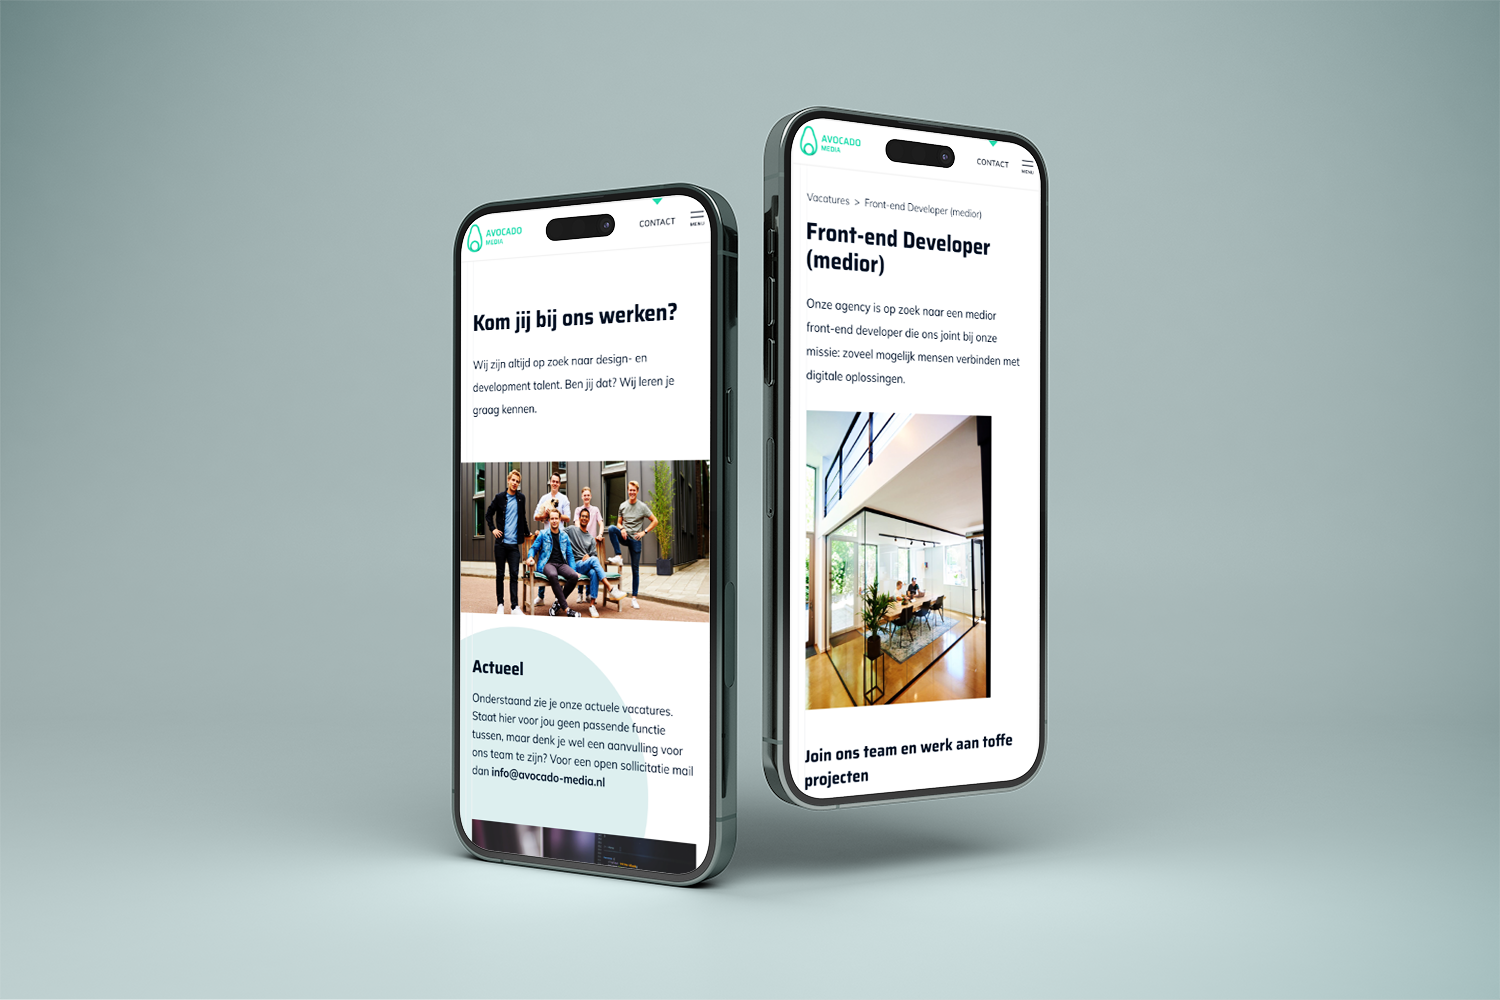 AVOCADO
MEDIA
CONTACT
MENU
Kom jij bij ons werken?
Wij zijn altijd op zoek naar design- en
development talent. Ben jij dat? Wij leren je
graag kennen.
Actueel
Onderstaand zie je onze actuele vacatures.
Staat hier voor jou geen passende functie
tussen, maar denk je wel een aanvulling voor
ons team te zijn? Voor een open sollicitatie mail
dan info@avocado-media.nl
AVOCADO
MEDIA
CONTACT
MENU
Vacatures > Front-end Developer (medior)
Front-end Developer
(medior)
Onze agency is op zoek naar een medior
front-end developer die ons joint bij onze
missie: zoveel mogelijk mensen verbinden met
digitale oplossingen.
Join ons team en werk aan toffe
projecten